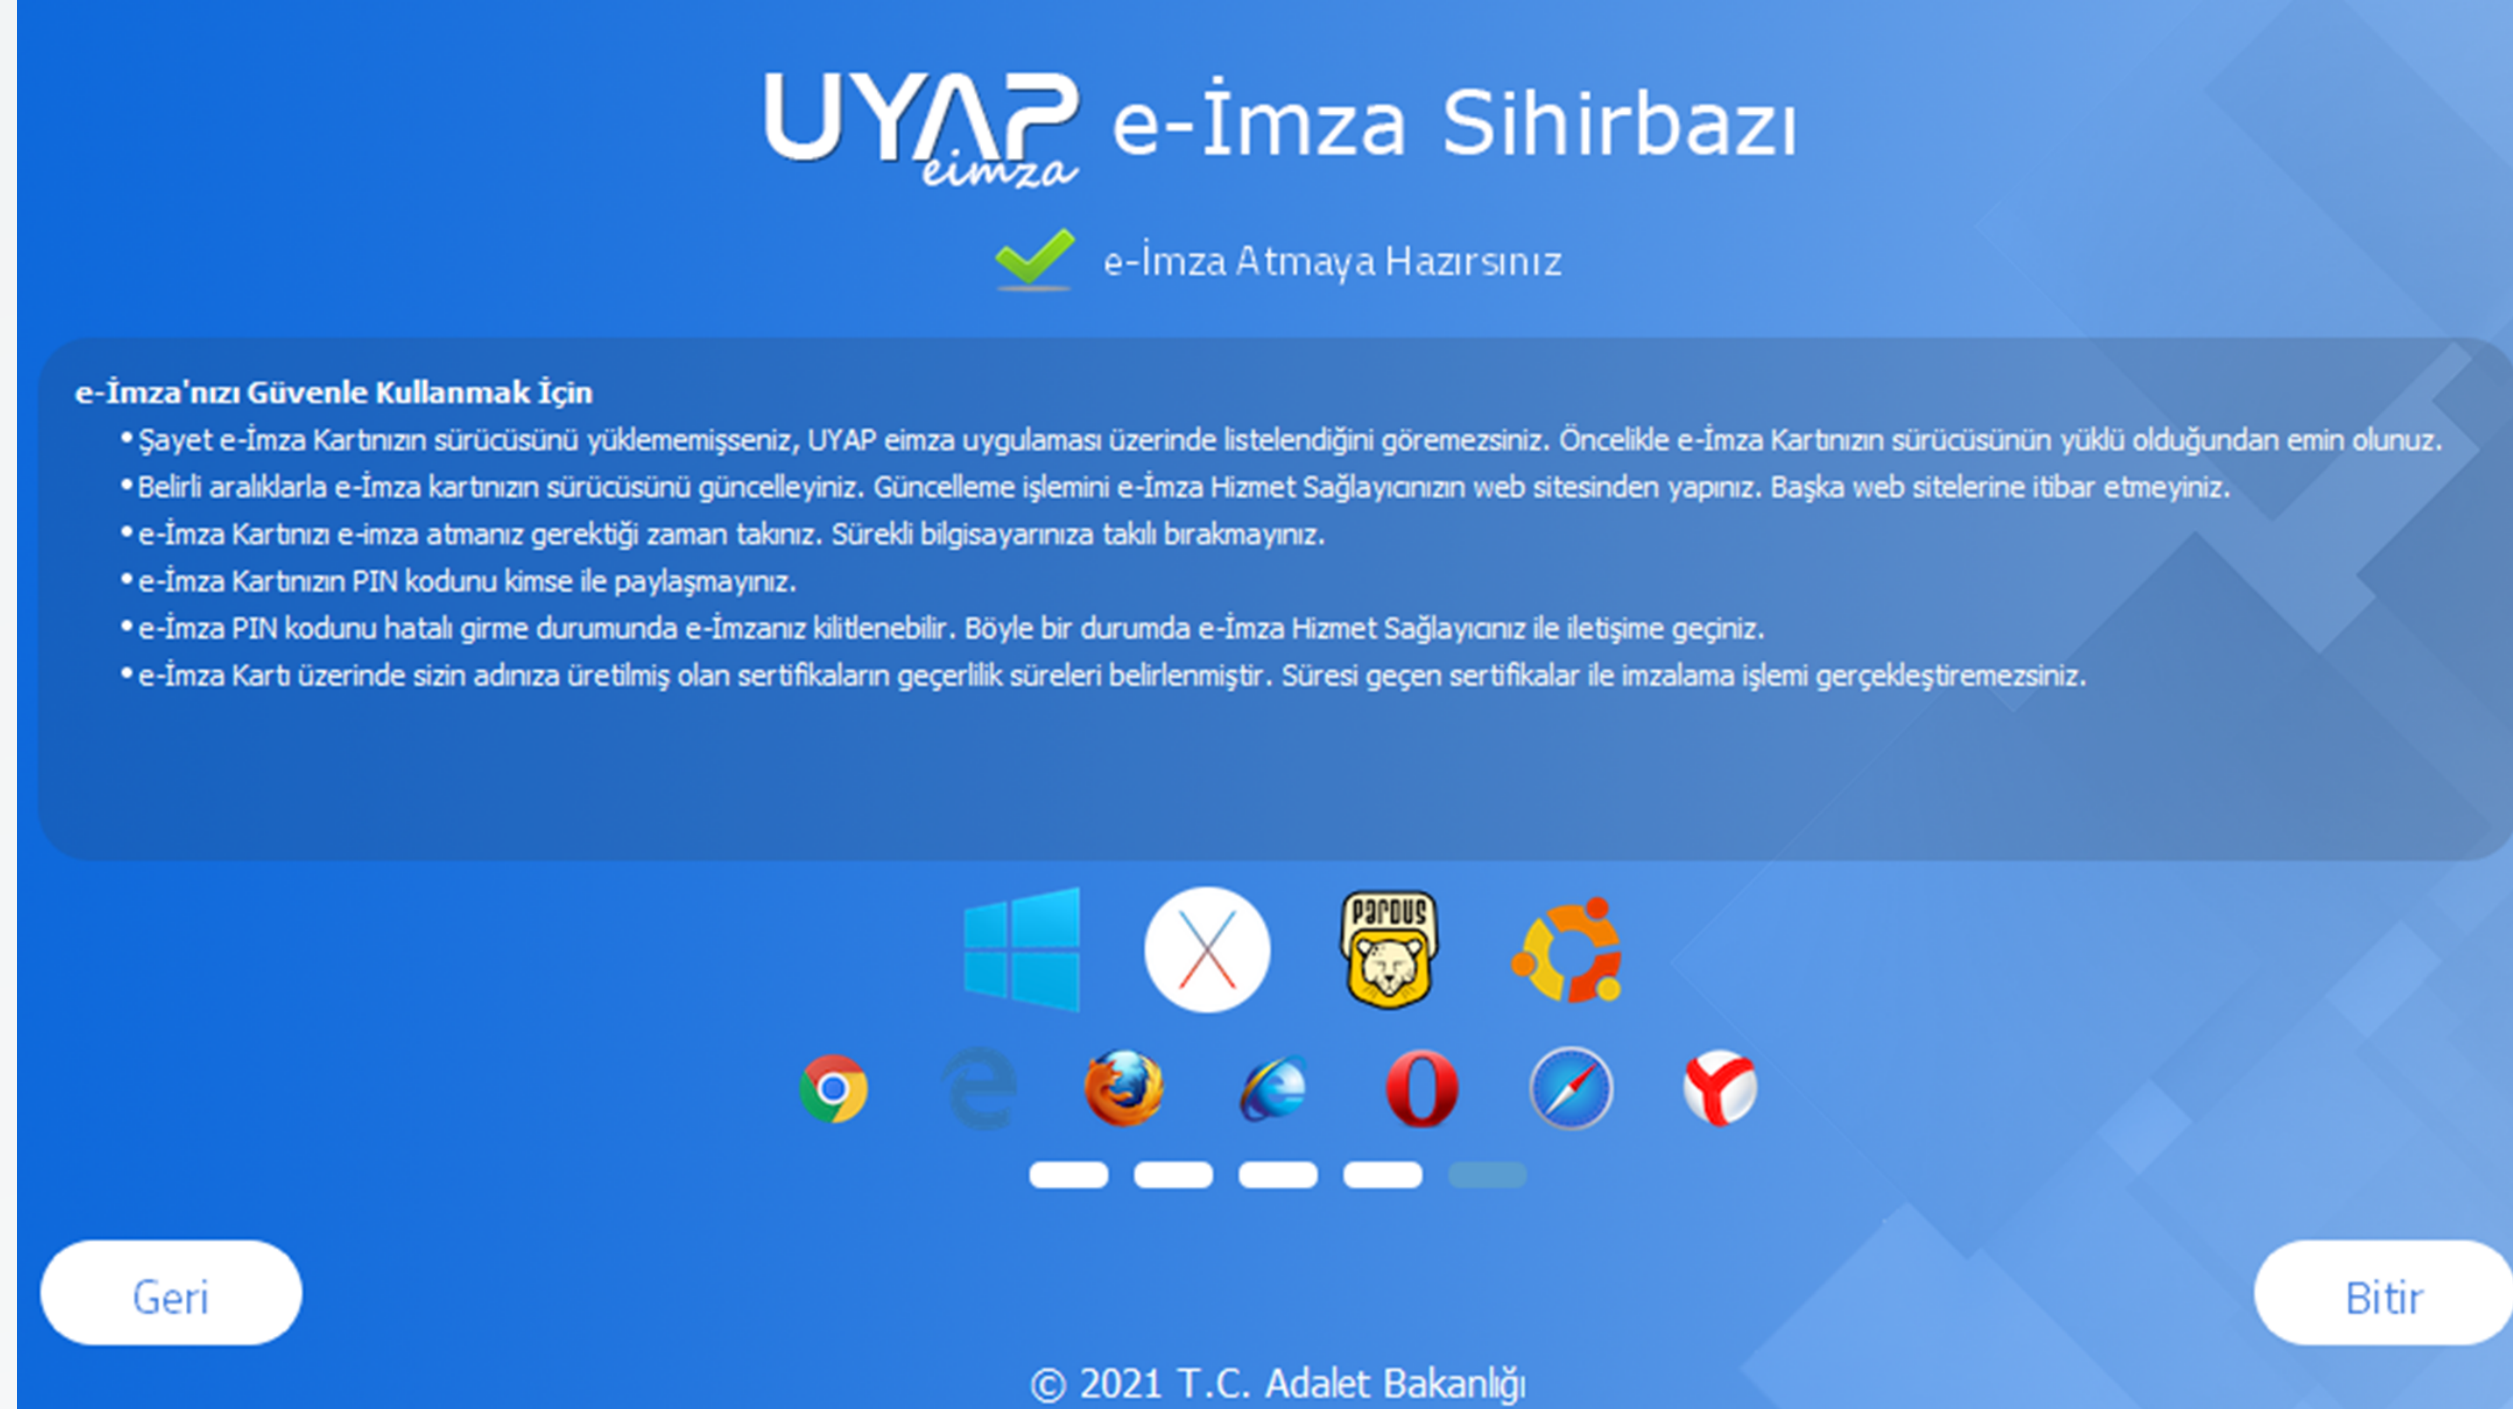 UYAP e-İmza Sihirbazı
eimza
e-İmza Atmaya Hazırsınız
e-İmza'nızı Güvenle Kullanmak İçin
• Şayet e-İmza Kartınızın sürücüsünü yüklememişseniz, UYAP eimza uygulaması üzerinde listelendiğini göremezsiniz. Öncelikle e-İmza Kartınızın sürücüsünün yüklü olduğundan emin olunuz.
• Belirli aralıklarla e-İmza kartınızın sürücüsünü güncelleyiniz. Güncelleme işlemini e-İmza Hizmet Sağlayıcınızın web sitesinden yapınız. Başka web sitelerine itibar etmeyiniz.
• e-İmza Kartınızı e-imza atmanız gerektiği zaman takınız. Sürekli bilgisayarınıza takılı bırakmayınız.
• e-İmza Kartınızın PIN kodunu kimse ile paylaşmayınız.
• e-İmza PIN kodunu hatalı girme durumunda e-İmzanız kilitlenebilir. Böyle bir durumda e-İmza Hizmet Sağlayıcınız ile iletişime geçiniz.
• e-İmza Kartı üzerinde sizin adınıza üretilmiş olan sertifikaların geçerlilik süreleri belirlenmiştir. Süresi geçen sertifikalar ile imzalama işlemi gerçekleştiremezsiniz.
Pardus
Geri
Bitir
© 2021 T.C. Adalet Bakanlığı